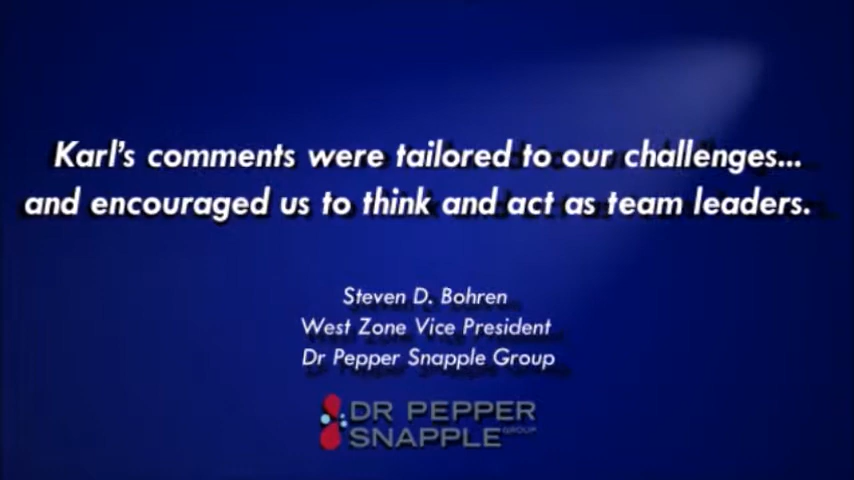 Karl's comments were tailored to our challenges...
and encouraged us to think and act as team leaders.
Steven D. Bohren
West Zone Vice President
Dr Pepper Snapple Group
DR PEPPER
SNAPPLE GROUP